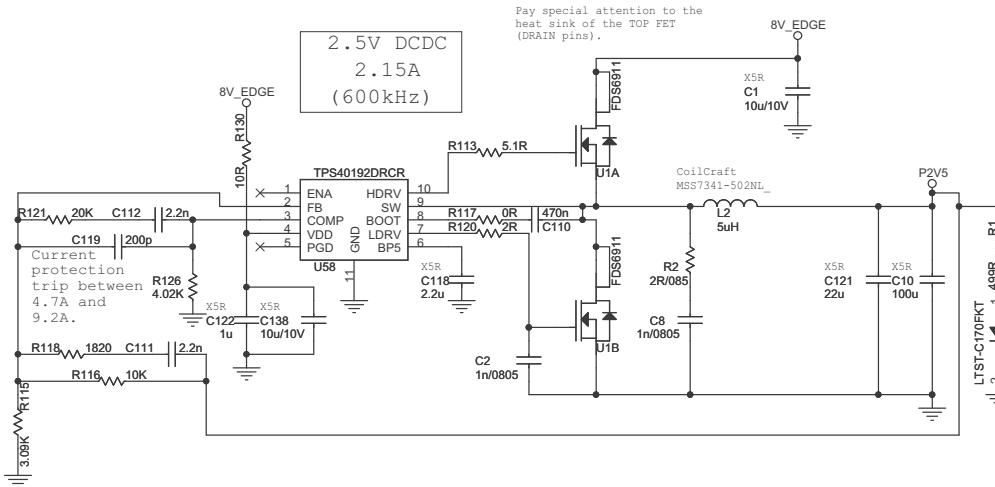 Pay special attention to the
heat sink of the TOP FET
(DRAIN pins).
2.5V DCDC
2.15A
(600kHz)
8V_EDGE
8V_EDGE
R130
10R
FDS6911
X5R
C1
10u/10V
R113 5.1R
U1A
TPS40192DRCR
1 ENA
2 FB
3 COMP
4 VDD
5 PGD
GND
11
HDRV 10
SW 9
BOOT 8
LDRV 7
BP5 6
U58
CoilCraft
MSS7341-502NL_
L2
5uH
P2V5
R121 20K C112 2.2n
C119 200p
Current
protection
trip between
4.7A and
9.2A.
R126
4.02K
R117 0R 470n
C110
R120 2R
FDS6911
X5R
C118
2.2u
R2
2R/085
X5R
C121
22u
X5R
C10
100u
R1
499R
X5R
C122
1u
X5R
C138
10u/10V
C8
1n/0805
U1B
C2
1n/0805
LTST-C170FKT
1
2
R118 1820 C111 2.2n
R116 10K
R115
3.09K